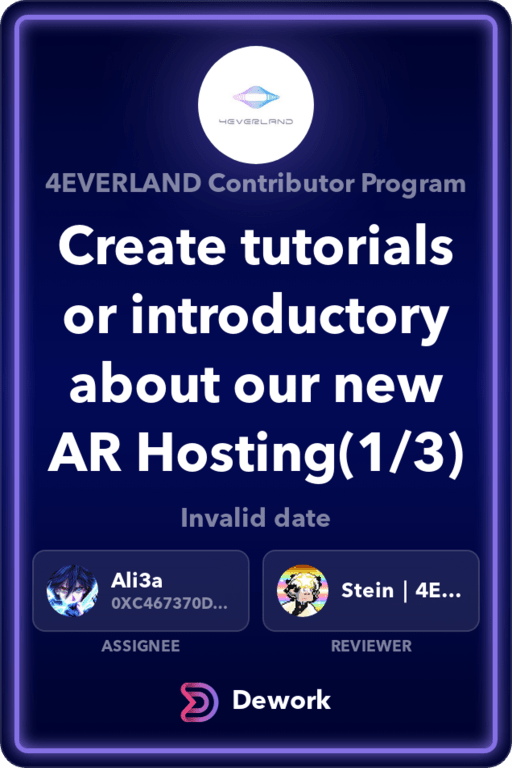 4EVERLAND
4EVERLAND Contributor Program
Create tutorials
or introductory
about our new
AR Hosting(1/3)
Invalid date
Ali3a
0XC467370D...
Stein | 4E...
ASSIGNEE
REVIEWER
Dework